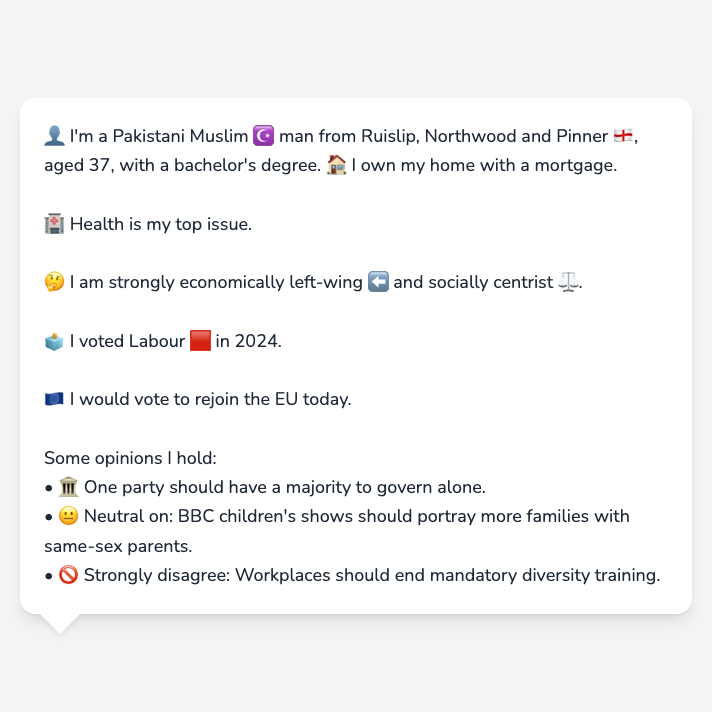 👤 I'm a Pakistani Muslim ☪️ man from Ruislip, Northwood and Pinner 🏴󠁧󠁢󠁥󠁮󠁧󠁿,
aged 37, with a bachelor's degree. 🏠 I own my home with a mortgage.
🏥 Health is my top issue.
🤔 I am strongly economically left-wing ⬅️ and socially centrist ⚖️.
🗳️ I voted Labour 🟥 in 2024.
🇪🇺 I would vote to rejoin the EU today.
Some opinions I hold:
• 🏛️ One party should have a majority to govern alone.
• 😐 Neutral on: BBC children's shows should portray more families with
same-sex parents.
• 🚫 Strongly disagree: Workplaces should end mandatory diversity training.